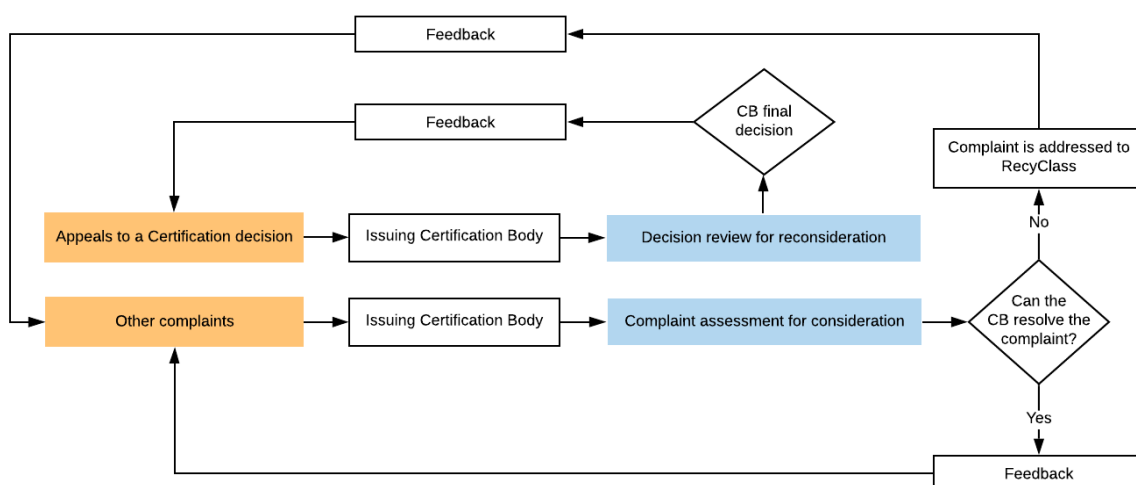 Feedback
Feedback
CB final
decision
Complaint is addressed to
RecyClass
No
Appeals to a Certification decision
Issuing Certification Body
Decision review for reconsideration
Other complaints
Issuing Certification Body
Complaint assessment for consideration
Can the
CB resolve the
complaint?
Yes
Feedback